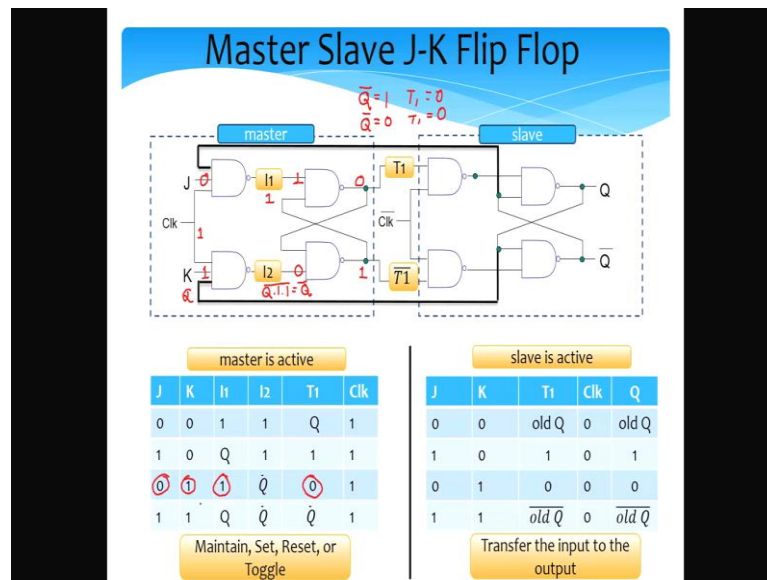 Master Slave J-K Flip Flop
Q̅=1 T₁=0
Q̅=0 T₁=0
master
slave
J 0 I1 1 0 T1 Q
1
Clk 1 C̅l̅k̅
K 1 I2 0 1 T̅1̅ Q̅
Q Q̅.̅1̅.̅1̅=Q̅
master is active
J K I1 I2 T1 Clk
0 0 1 1 Q 1
1 0 Q 1 1 1
0 1 1 Q̇ 0 1
1 1 Q Q̇ Q̇ 1
Maintain, Set, Reset, or
Toggle
slave is active
J K T1 Clk Q
0 0 old Q 0 old Q
1 0 1 0 1
0 1 0 0 0
1 1 o̅l̅d̅ ̅Q̅ 0 o̅l̅d̅ ̅Q̅
Transfer the input to the
output